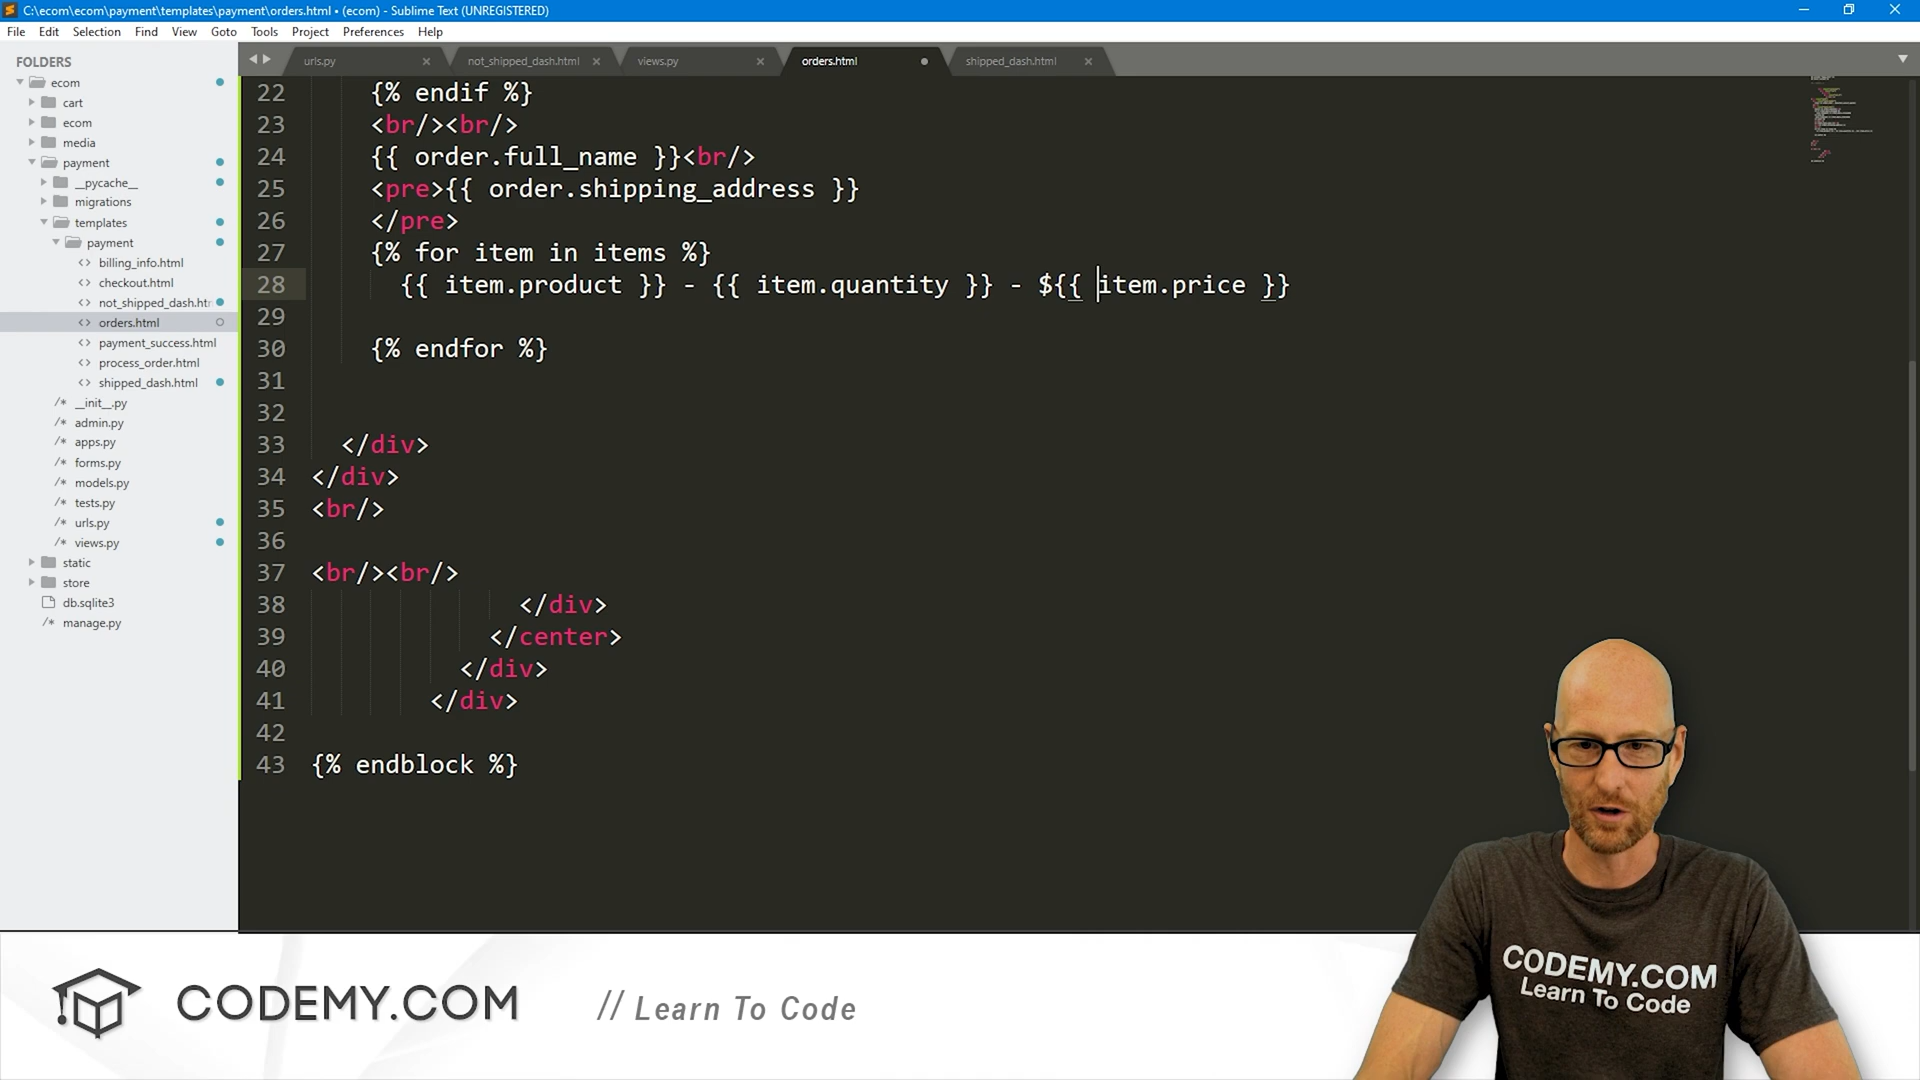 C:\ecom\ecom\payment\templates\payment\orders.html • (ecom) - Sublime Text (UNREGISTERED)
File Edit Selection Find View Goto Tools Project Preferences Help
FOLDERS
ecom
cart
ecom
media
payment
__pycache__
migrations
templates
payment
billing_info.html
checkout.html
not_shipped_dash.htm
orders.html
payment_success.html
process_order.html
shipped_dash.html
__init__.py
admin.py
apps.py
forms.py
models.py
tests.py
urls.py
views.py
static
store
db.sqlite3
manage.py
urls.py not_shipped_dash.html views.py orders.html shipped_dash.html
22 {% endif %}
23 <br/><br/>
24 {{ order.full_name }}<br/>
25 <pre>{{ order.shipping_address }}
26 </pre>
27 {% for item in items %}
28 {{ item.product }} - {{ item.quantity }} - ${{ item.price }}
29
30 {% endfor %}
31
32
33 </div>
34 </div>
35 <br/>
36
37 <br/><br/>
38 </div>
39 </center>
40 </div>
41 </div>
42
43 {% endblock %}
CODEMY.COM // Learn To Code
CODEMY.COM
Learn To Code